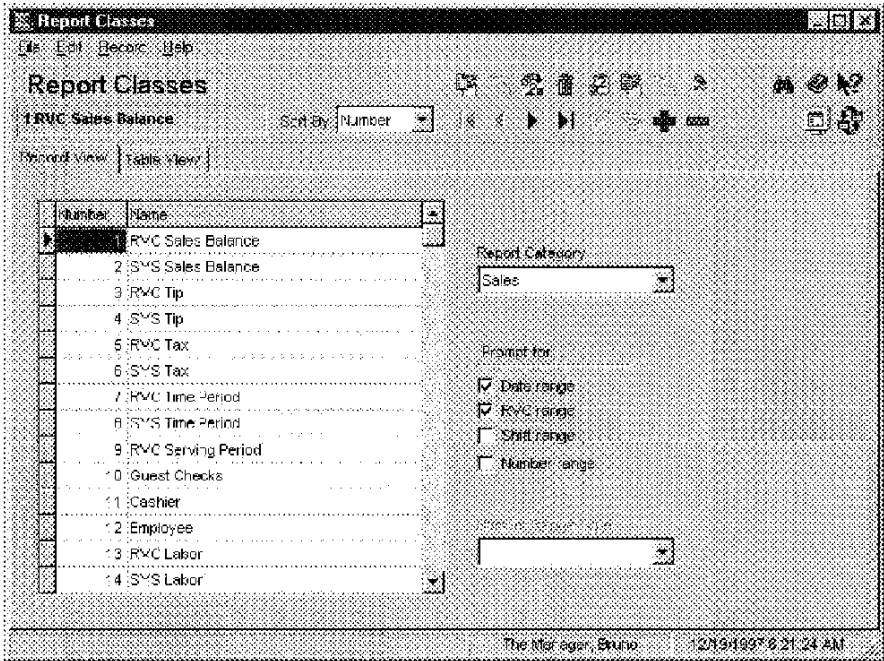 Report Classes
File Edit Record Help
Report Classes
1 RVC Sales Balance
Sort By Number
Record View Table View
Number Name
1 RVC Sales Balance
2 SYS Sales Balance
3 RVC Tip
4 SYS Tip
5 RVC Tax
6 SYS Tax
7 RVC Time Period
8 SYS Time Period
9 RVC Serving Period
10 Guest Checks
11 Cashier
12 Employee
13 RVC Labor
14 SYS Labor
Report Category
Sales
Prompt for
Date range
RVC range
Shift range
Number range
The Manager, Bruno 12/19/1997 6:21:24 AM